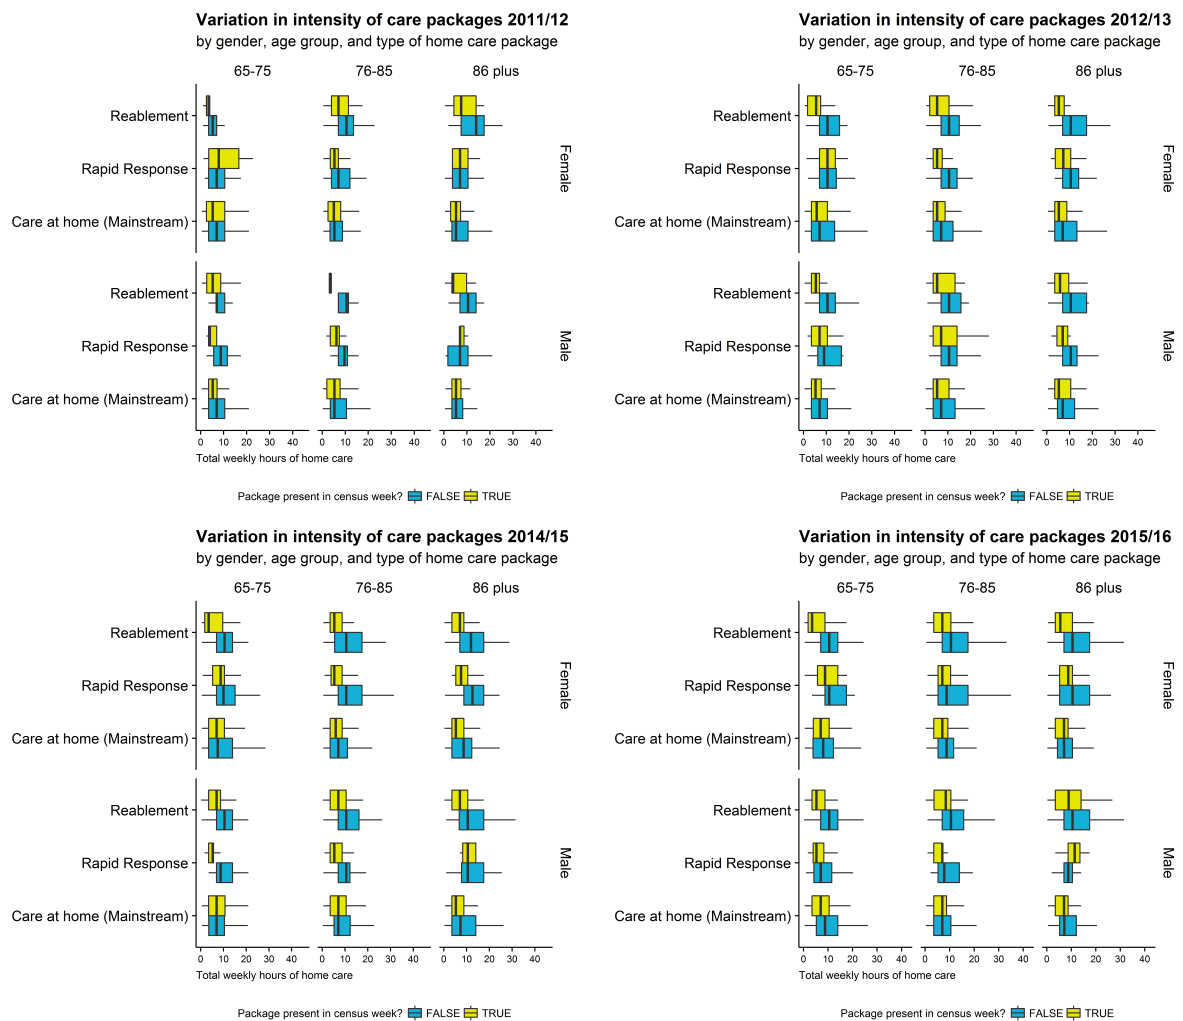 Variation in intensity of care packages 2011/12
by gender, age group, and type of home care package
65-75 76-85 86 plus
Reablement
Rapid Response
Care at home (Mainstream)
Female
Reablement
Rapid Response
Care at home (Mainstream)
Male
0 10 20 30 40 0 10 20 30 40 0 10 20 30 40
Total weekly hours of home care
Package present in census week? FALSE TRUE
Variation in intensity of care packages 2012/13
by gender, age group, and type of home care package
65-75 76-85 86 plus
Reablement
Rapid Response
Care at home (Mainstream)
Female
Reablement
Rapid Response
Care at home (Mainstream)
Male
0 10 20 30 40 0 10 20 30 40 0 10 20 30 40
Total weekly hours of home care
Package present in census week? FALSE TRUE
Variation in intensity of care packages 2014/15
by gender, age group, and type of home care package
65-75 76-85 86 plus
Reablement
Rapid Response
Care at home (Mainstream)
Female
Reablement
Rapid Response
Care at home (Mainstream)
Male
0 10 20 30 40 0 10 20 30 40 0 10 20 30 40
Total weekly hours of home care
Package present in census week? FALSE TRUE
Variation in intensity of care packages 2015/16
by gender, age group, and type of home care package
65-75 76-85 86 plus
Reablement
Rapid Response
Care at home (Mainstream)
Female
Reablement
Rapid Response
Care at home (Mainstream)
Male
0 10 20 30 40 0 10 20 30 40 0 10 20 30 40
Total weekly hours of home care
Package present in census week? FALSE TRUE